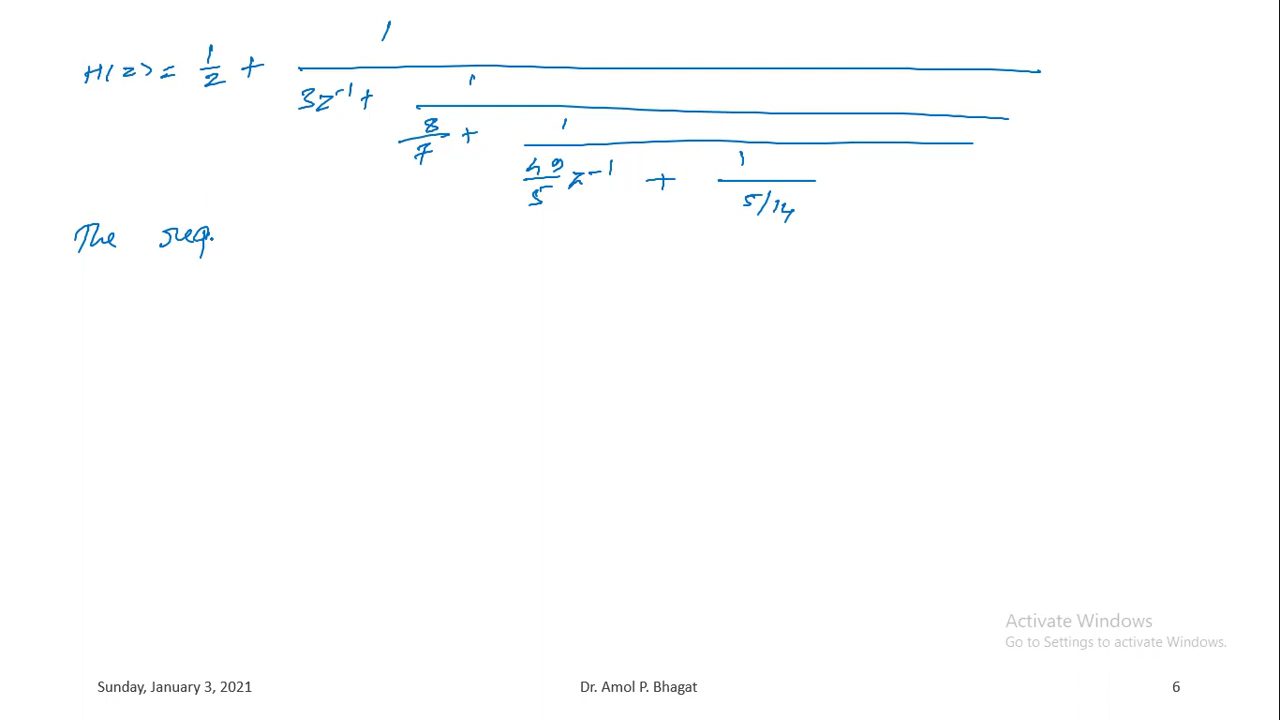 H(z) = 1/2 + 1/(3z⁻¹ + 1/(8/7 + 1/(49/5 z⁻¹ + 1/(5/14))))
The req.
Activate Windows
Go to Settings to activate Windows.
Sunday, January 3, 2021 Dr. Amol P. Bhagat 6